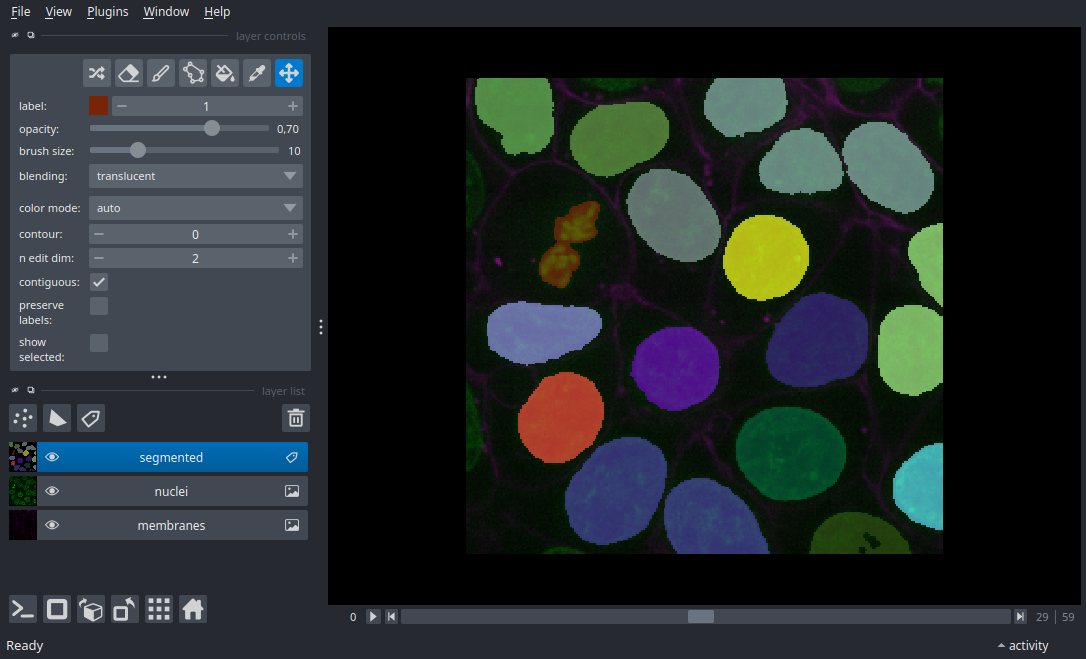 File View Plugins Window Help
layer controls
label: 1
opacity: 0,70
brush size: 10
blending: translucent
color mode: auto
contour: 0
n edit dim: 2
contiguous:
preserve
labels:
show
selected:
layer list
segmented
nuclei
membranes
0 29 59
Ready activity